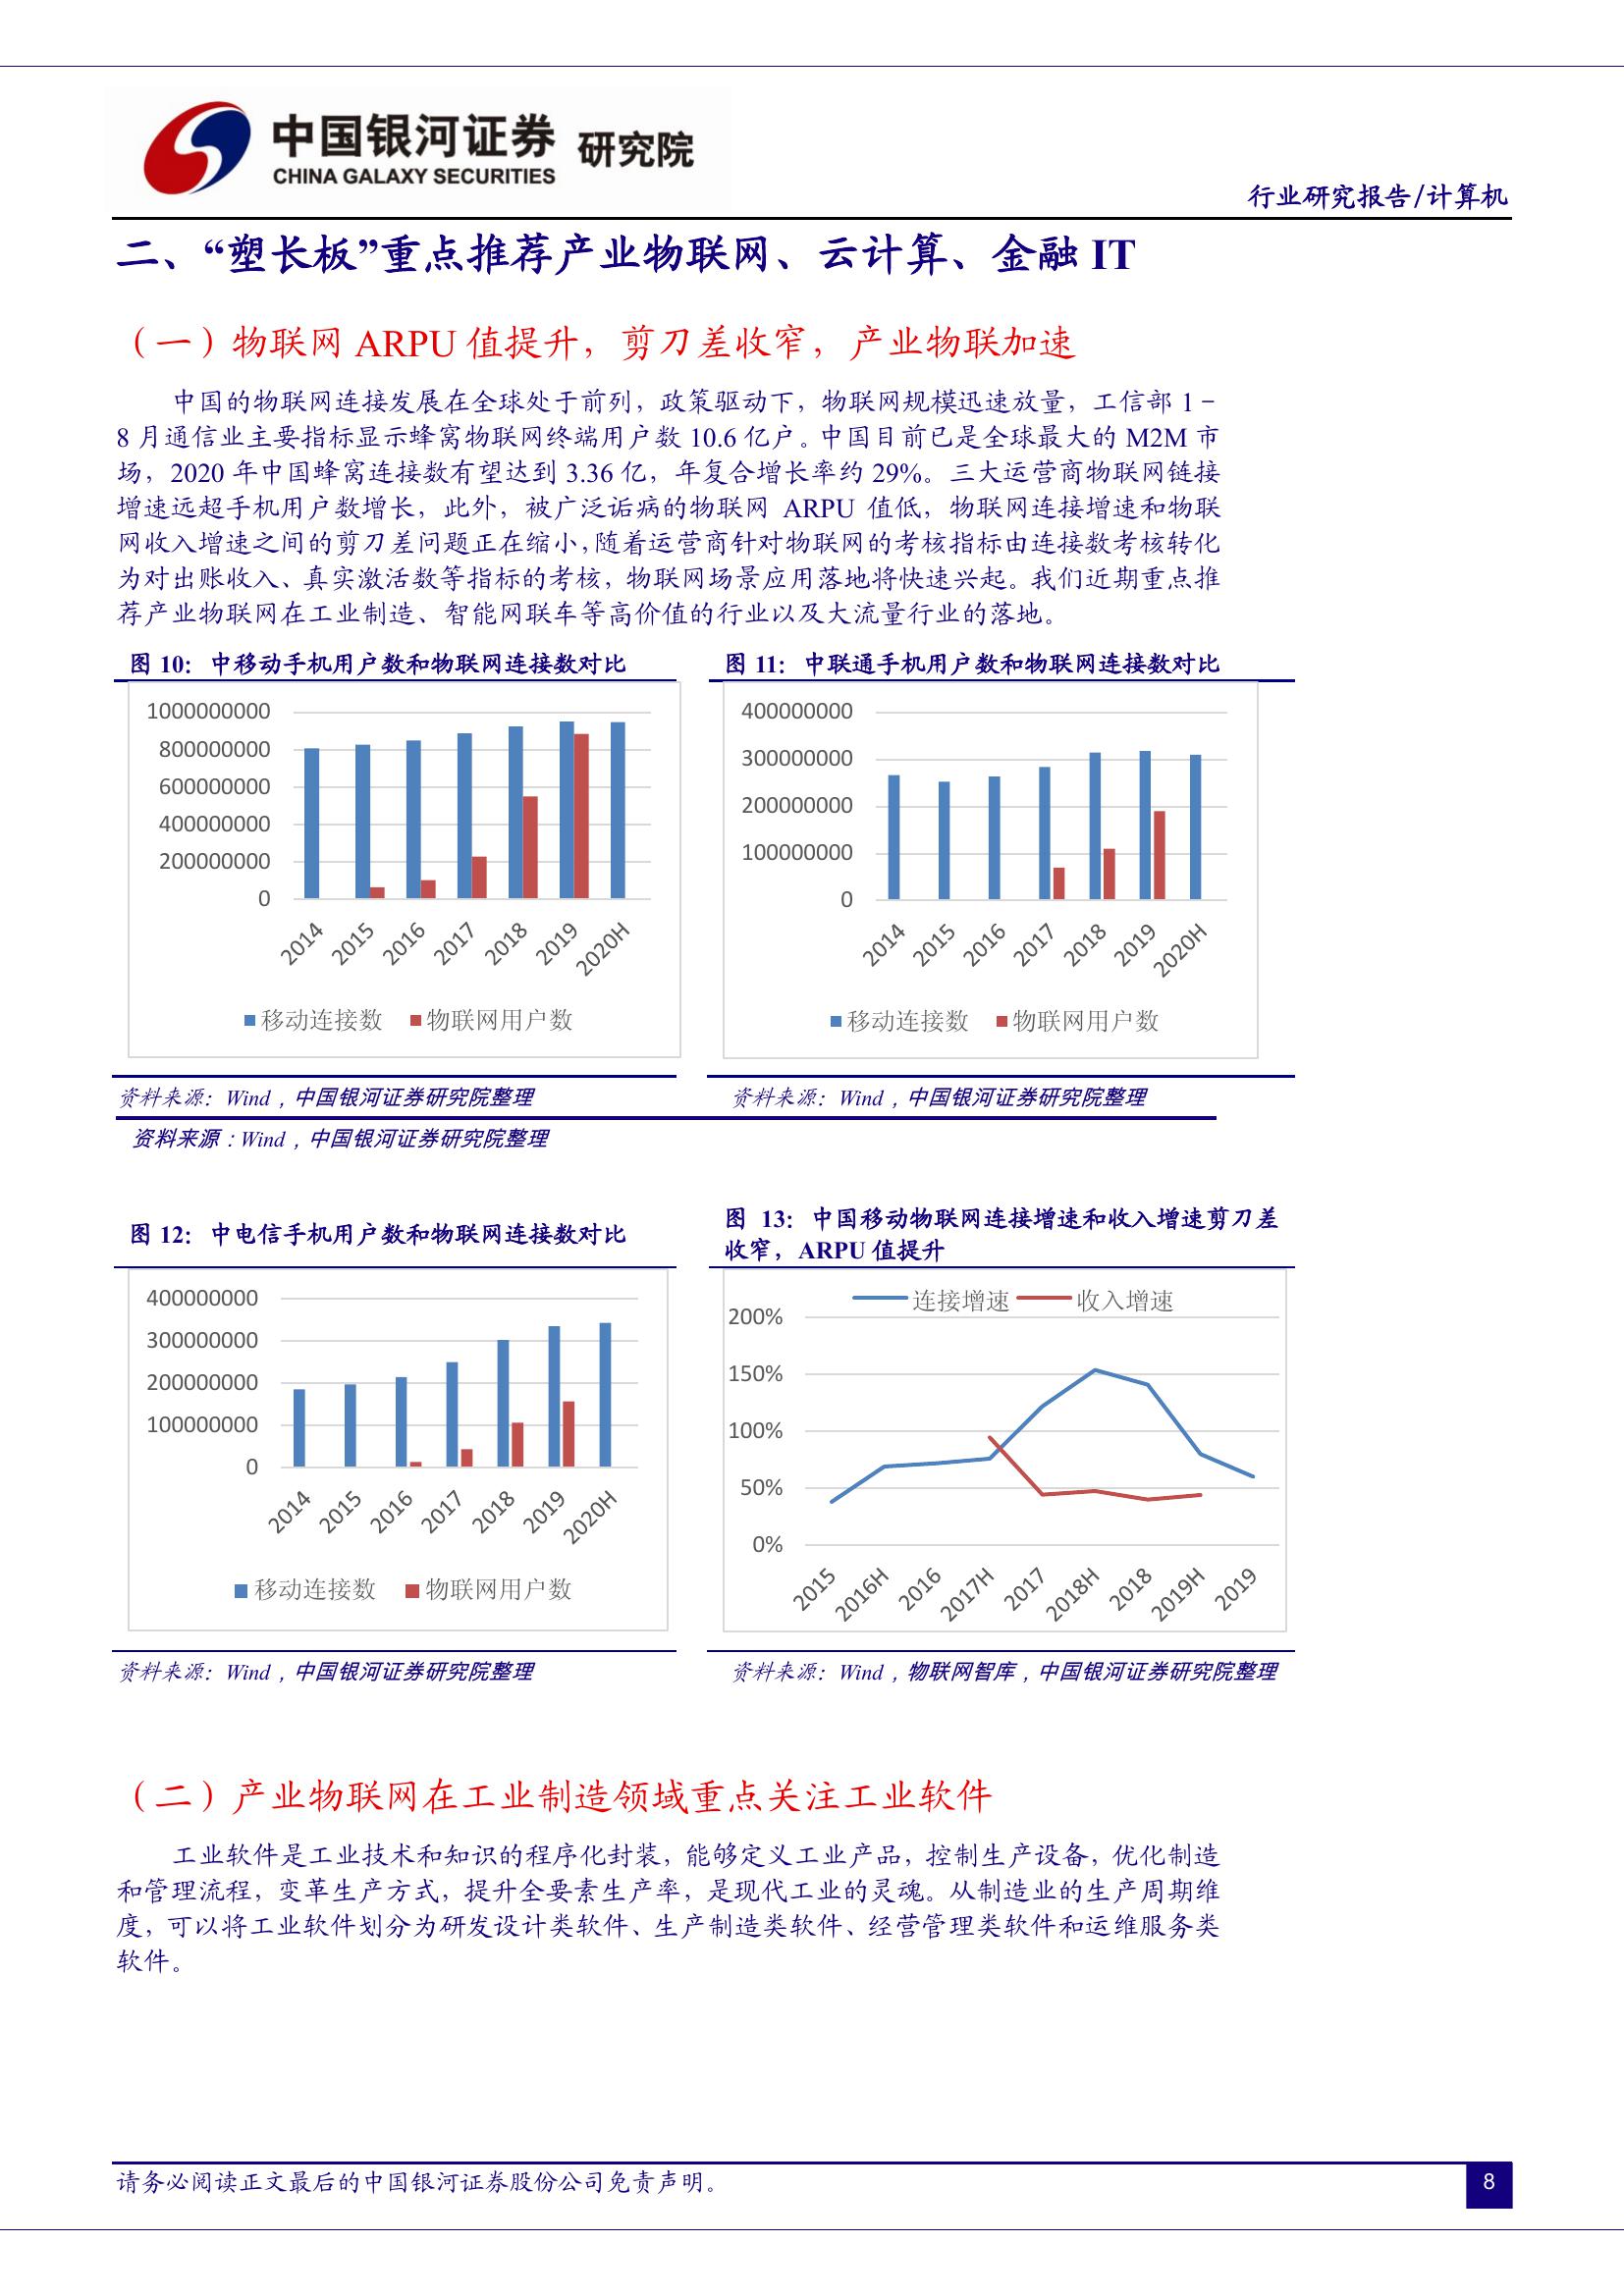 中国银河证券 研究院
CHINA GALAXY SECURITIES
行业研究报告/计算机
二、“塑长板”重点推荐产业物联网、云计算、金融 IT
（一）物联网 ARPU 值提升，剪刀差收窄，产业物联加速
中国的物联网连接发展在全球处于前列，政策驱动下，物联网规模迅速放量，工信部 1－
8 月通信业主要指标显示蜂窝物联网终端用户数 10.6 亿户。中国目前已是全球最大的 M2M 市
场，2020 年中国蜂窝连接数有望达到 3.36 亿，年复合增长率约 29%。三大运营商物联网链接
增速远超手机用户数增长，此外，被广泛诟病的物联网 ARPU 值低，物联网连接增速和物联
网收入增速之间的剪刀差问题正在缩小，随着运营商针对物联网的考核指标由连接数考核转化
为对出账收入、真实激活数等指标的考核，物联网场景应用落地将快速兴起。我们近期重点推
荐产业物联网在工业制造、智能网联车等高价值的行业以及大流量行业的落地。
图 10：中移动手机用户数和物联网连接数对比
1000000000
800000000
600000000
400000000
200000000
0
2014 2015 2016 2017 2018 2019 2020H
移动连接数 物联网用户数
资料来源：Wind，中国银河证券研究院整理
图 11：中联通手机用户数和物联网连接数对比
400000000
300000000
200000000
100000000
0
2014 2015 2016 2017 2018 2019 2020H
移动连接数 物联网用户数
资料来源：Wind，中国银河证券研究院整理
资料来源：Wind，中国银河证券研究院整理
图 12：中电信手机用户数和物联网连接数对比
400000000
300000000
200000000
100000000
0
2014 2015 2016 2017 2018 2019 2020H
移动连接数 物联网用户数
资料来源：Wind，中国银河证券研究院整理
图 13：中国移动物联网连接增速和收入增速剪刀差
收窄，ARPU 值提升
连接增速 收入增速
200%
150%
100%
50%
0%
2015 2016H 2016 2017H 2017 2018H 2018 2019H 2019
资料来源：Wind，物联网智库，中国银河证券研究院整理
（二）产业物联网在工业制造领域重点关注工业软件
工业软件是工业技术和知识的程序化封装，能够定义工业产品，控制生产设备，优化制造
和管理流程，变革生产方式，提升全要素生产率，是现代工业的灵魂。从制造业的生产周期维
度，可以将工业软件划分为研发设计类软件、生产制造类软件、经营管理类软件和运维服务类
软件。
请务必阅读正文最后的中国银河证券股份公司免责声明。
8